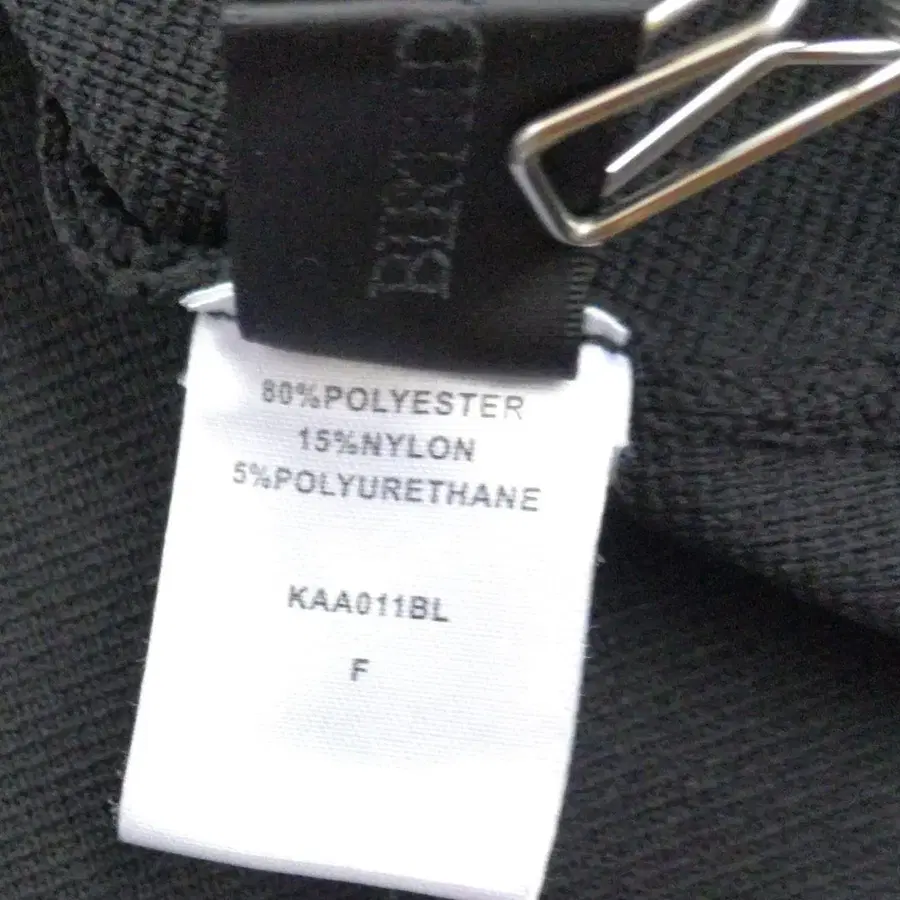 80%POLYESTER
15%NYLON
5%POLYURETHANE
KAA011BL
F